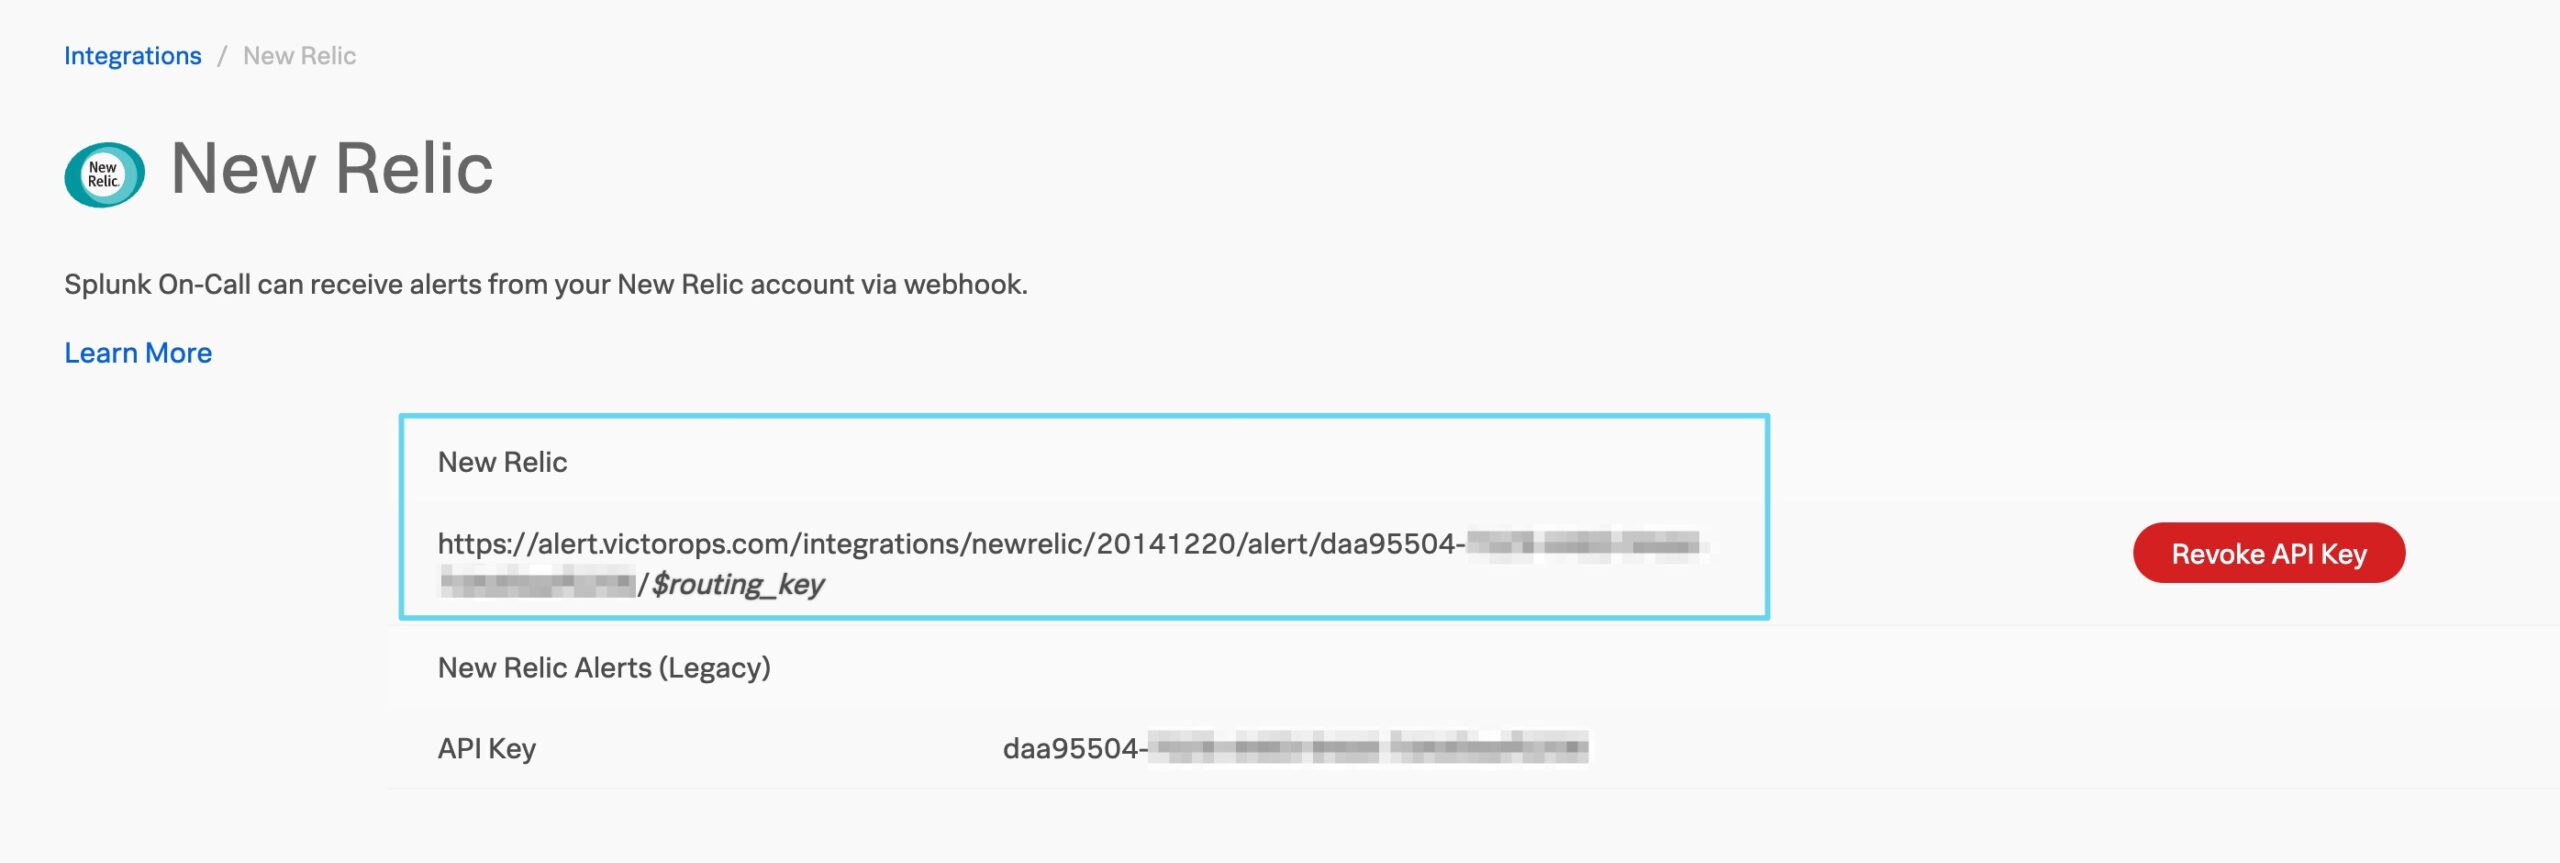 Integrations / New Relic
New Relic
New Relic
Splunk On-Call can receive alerts from your New Relic account via webhook.
Learn More
New Relic
https://alert.victorops.com/integrations/newrelic/20141220/alert/daa95504-
/$routing_key
Revoke API Key
New Relic Alerts (Legacy)
API Key daa95504-